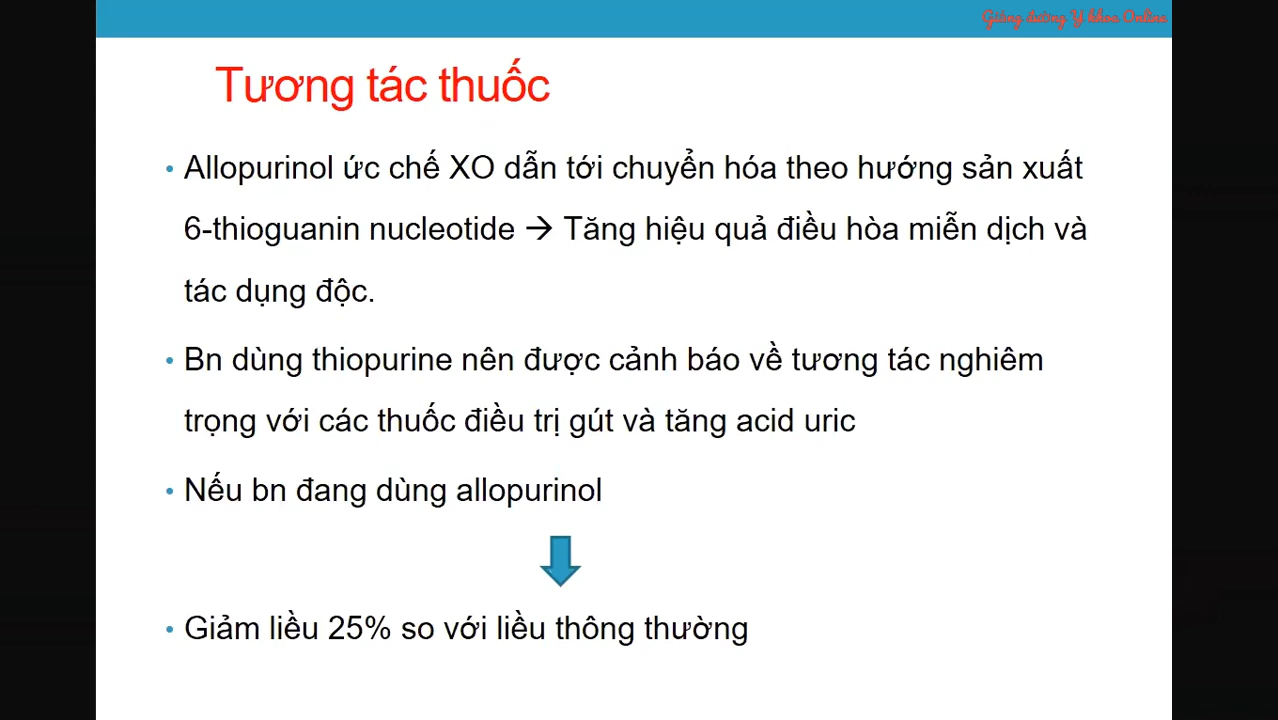 Giảng đường Y khoa Online
Tương tác thuốc
• Allopurinol ức chế XO dẫn tới chuyển hóa theo hướng sản xuất
6-thioguanin nucleotide → Tăng hiệu quả điều hòa miễn dịch và
tác dụng độc.
• Bn dùng thiopurine nên được cảnh báo về tương tác nghiêm
trọng với các thuốc điều trị gút và tăng acid uric
• Nếu bn đang dùng allopurinol
• Giảm liều 25% so với liều thông thường